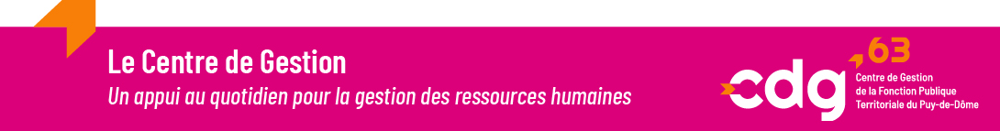 Le Centre de Gestion
Un appui au quotidien pour la gestion des ressources humaines
cdg 63
Centre de Gestion
de la Fonction Publique
Territoriale du Puy-de-Dôme